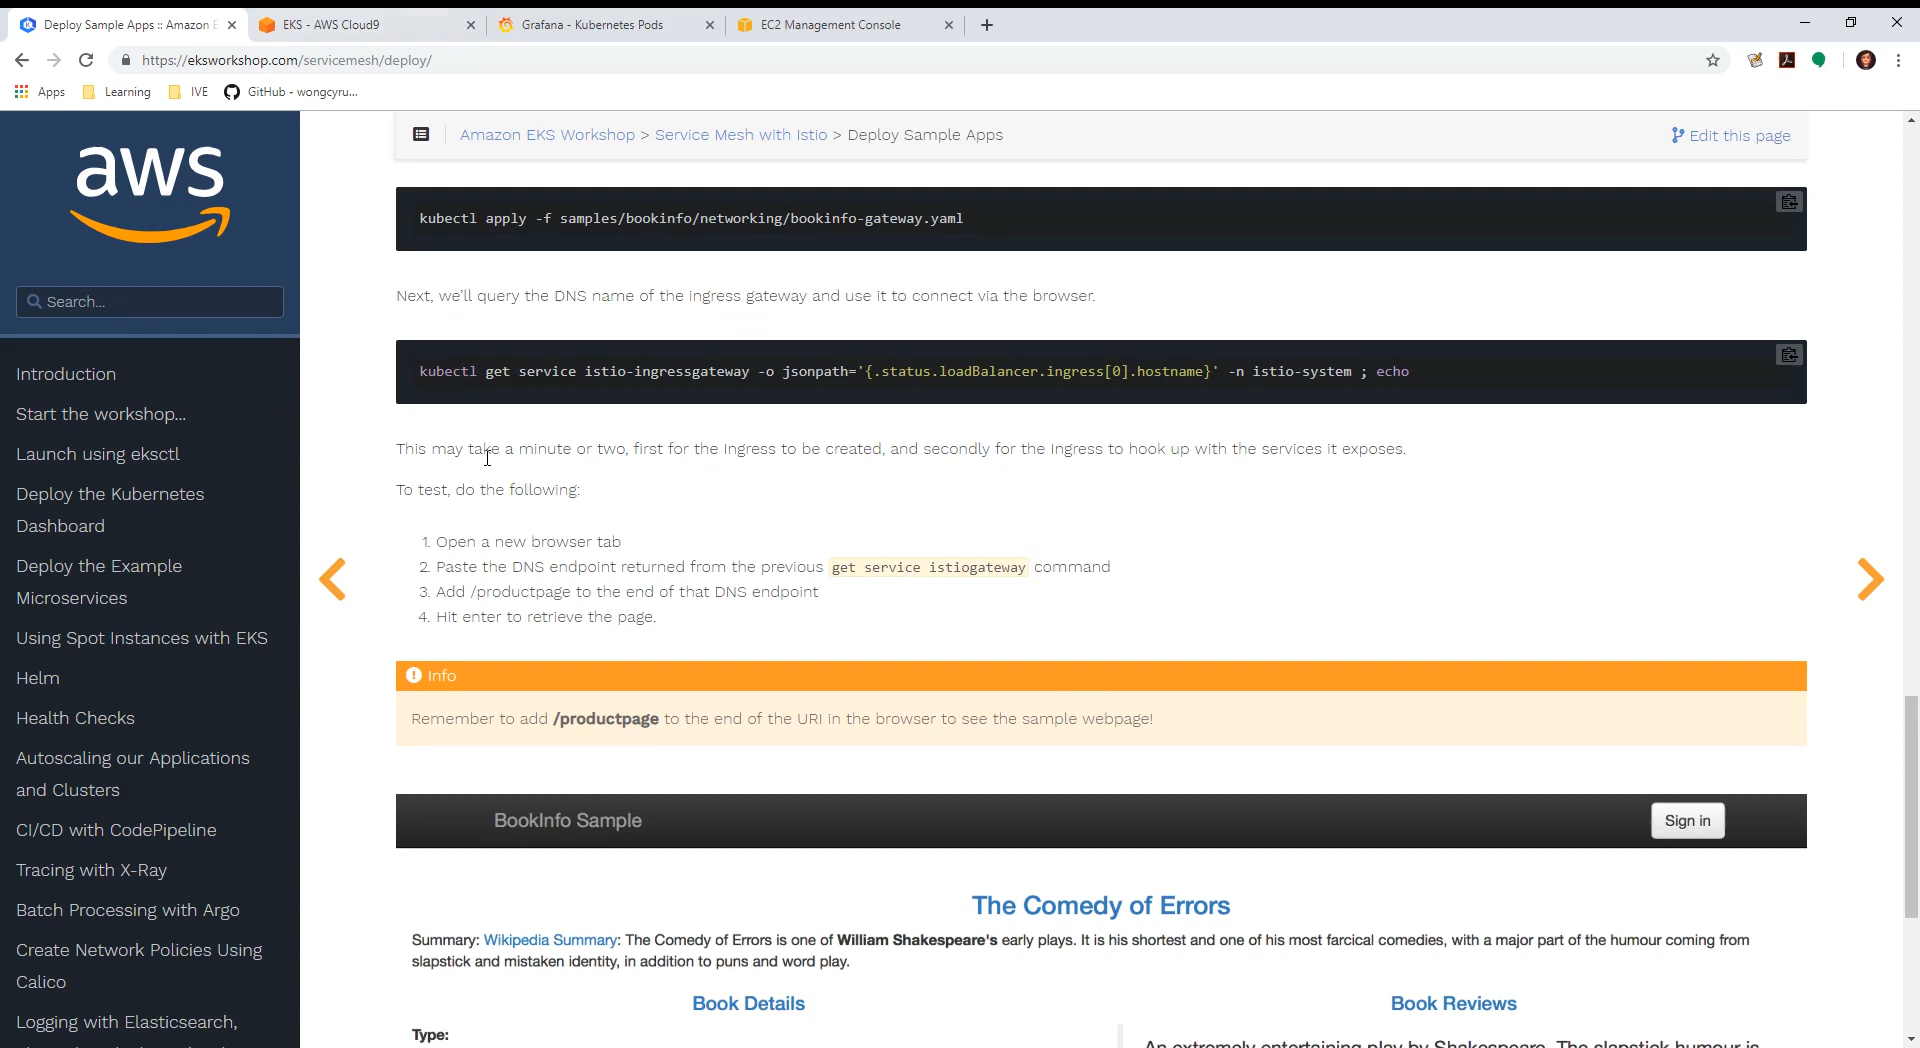 Deploy Sample Apps :: Amazon E
EKS - AWS Cloud9
Grafana - Kubernetes Pods
EC2 Management Console
https://eksworkshop.com/servicemesh/deploy/
Apps
Learning
IVE
GitHub - wongcyru...
aws
Search...
Introduction
Start the workshop...
Launch using eksctl
Deploy the Kubernetes
Dashboard
Deploy the Example
Microservices
Using Spot Instances with EKS
Helm
Health Checks
Autoscaling our Applications
and Clusters
CI/CD with CodePipeline
Tracing with X-Ray
Batch Processing with Argo
Create Network Policies Using
Calico
Logging with Elasticsearch,
Amazon EKS Workshop > Service Mesh with Istio > Deploy Sample Apps
Edit this page
kubectl apply -f samples/bookinfo/networking/bookinfo-gateway.yaml
Next, we'll query the DNS name of the ingress gateway and use it to connect via the browser.
kubectl get service istio-ingressgateway -o jsonpath='{.status.loadBalancer.ingress[0].hostname}' -n istio-system ; echo
This may take a minute or two, first for the Ingress to be created, and secondly for the Ingress to hook up with the services it exposes.
To test, do the following:
1. Open a new browser tab
2. Paste the DNS endpoint returned from the previous get service istiogateway command
3. Add /productpage to the end of that DNS endpoint
4. Hit enter to retrieve the page.
Info
Remember to add /productpage to the end of the URI in the browser to see the sample webpage!
BookInfo Sample
Sign in
The Comedy of Errors
Summary: Wikipedia Summary: The Comedy of Errors is one of William Shakespeare's early plays. It is his shortest and one of his most farcical comedies, with a major part of the humour coming from
slapstick and mistaken identity, in addition to puns and word play.
Book Details
Book Reviews
Type:
An extremely entertaining play by Shakespeare. The slapstick humour is